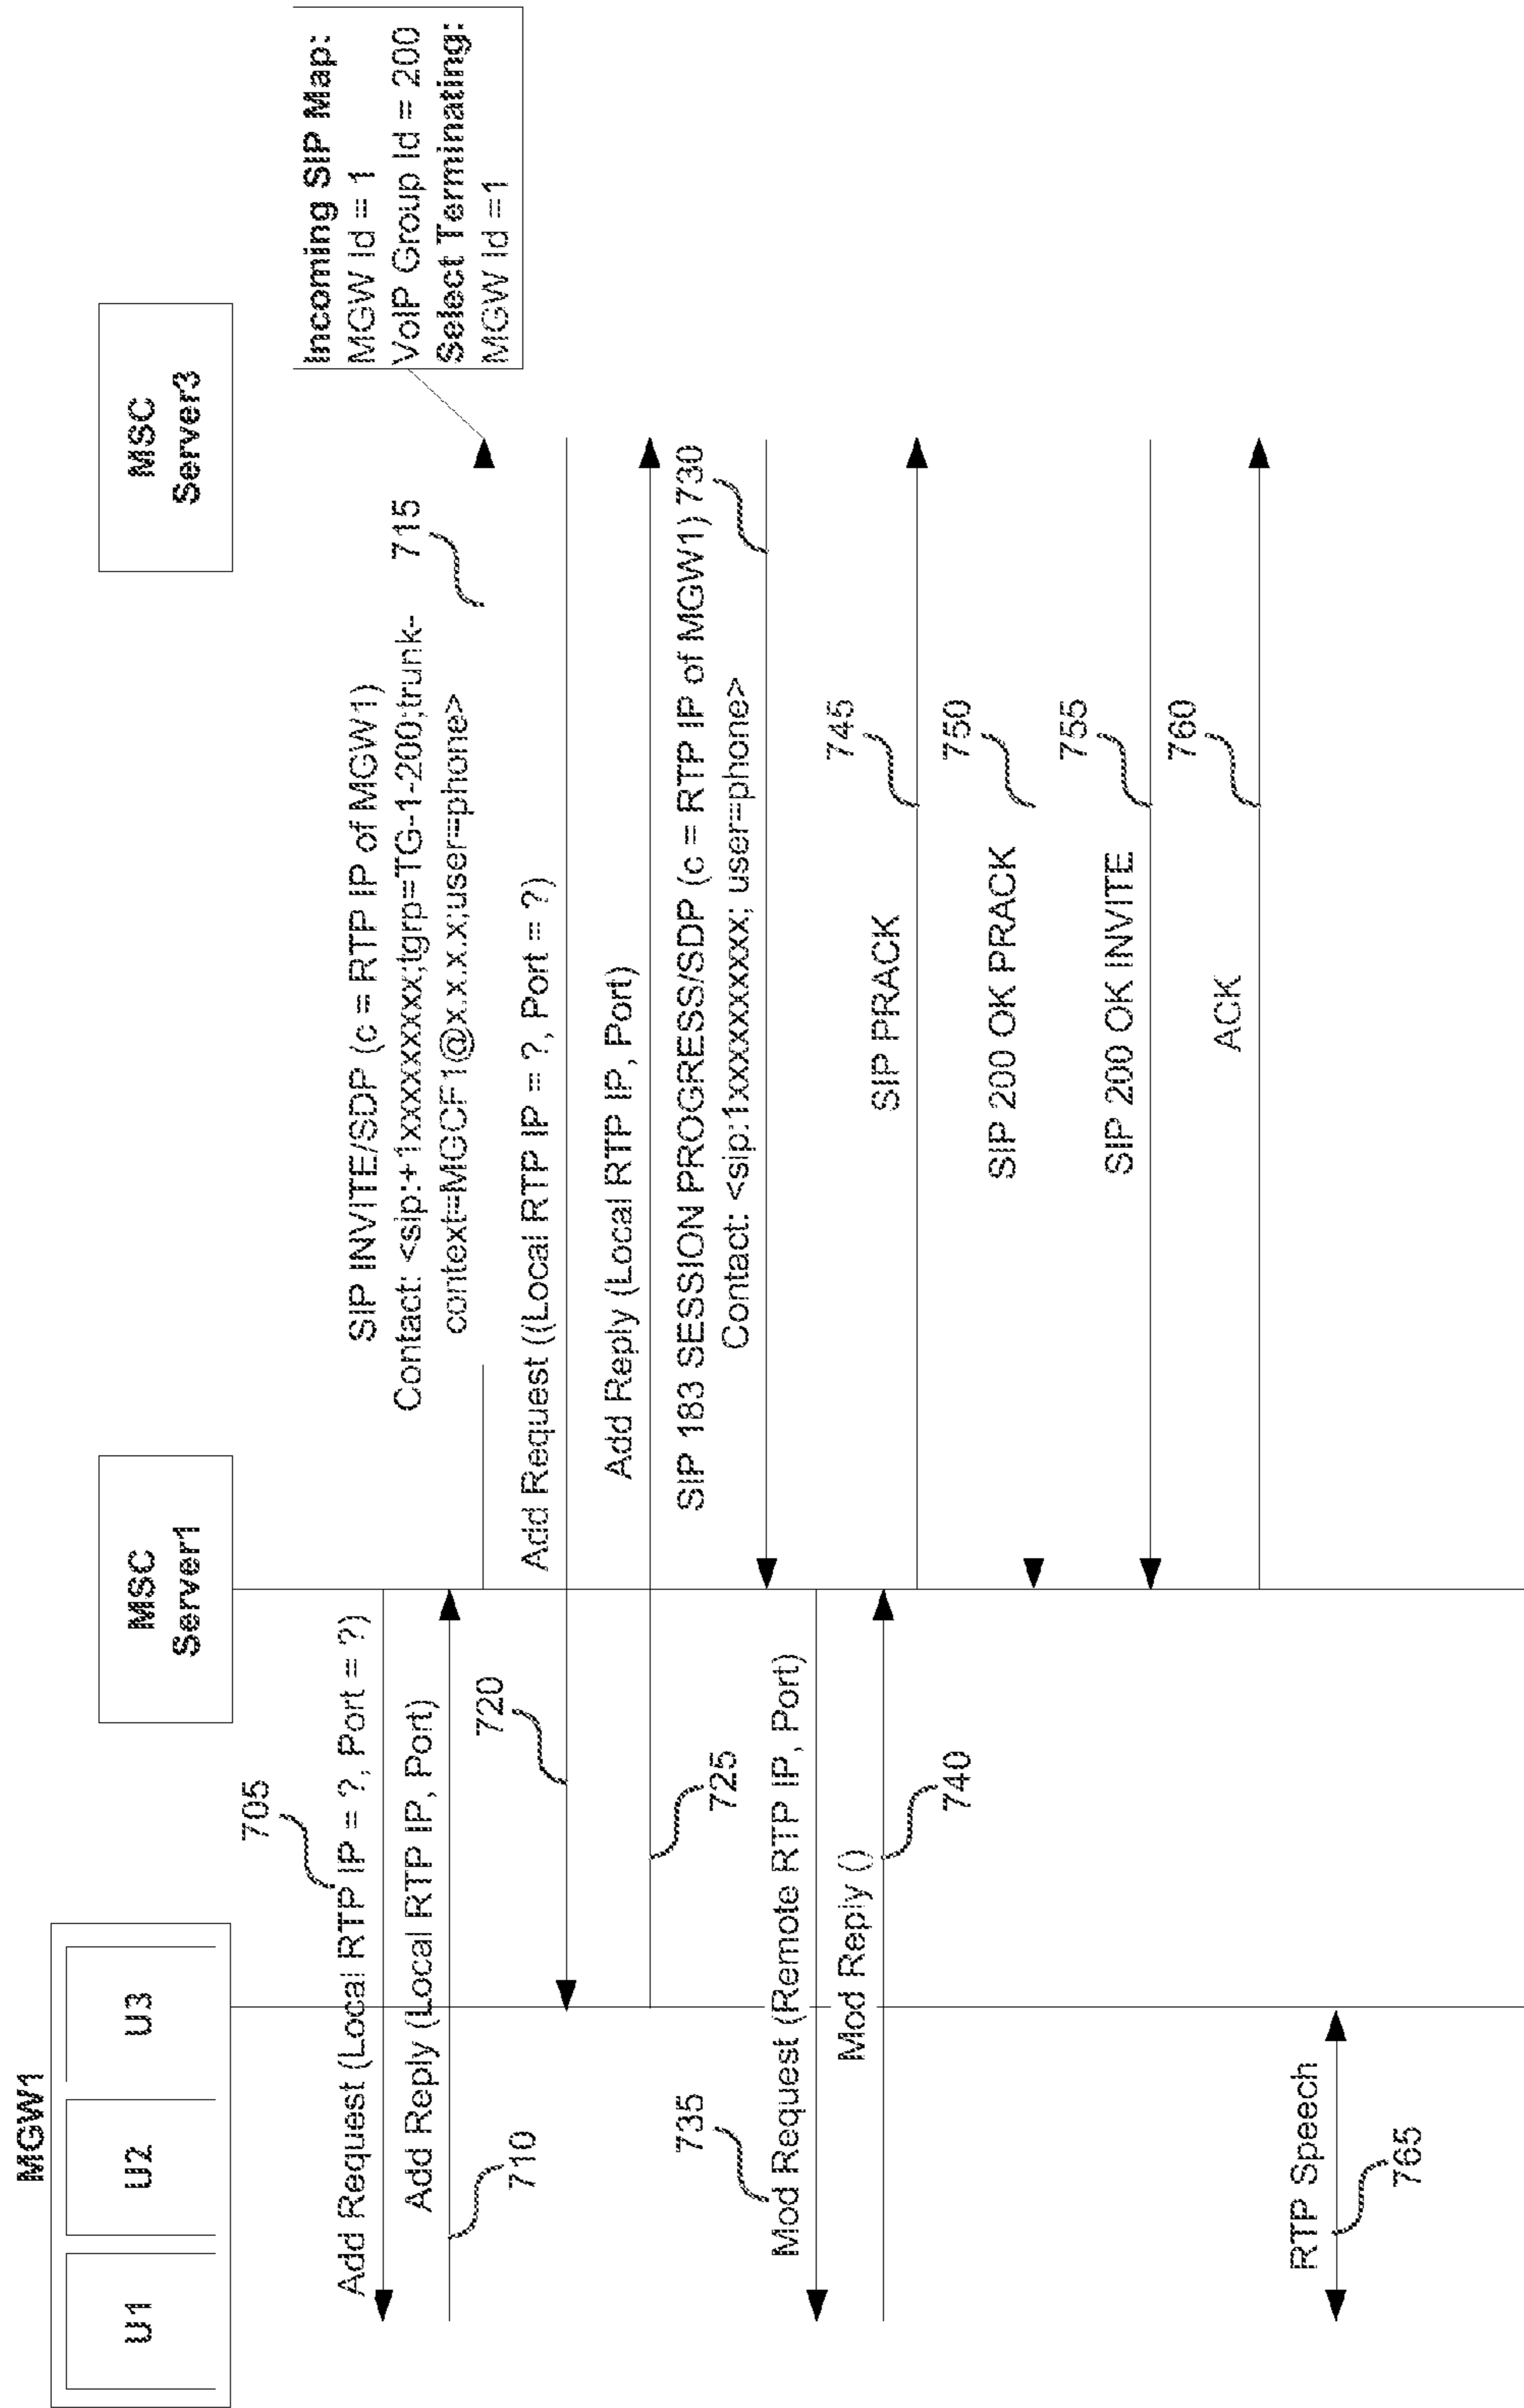 MGW1
U1
U2
U3
MSC
Server1
MSC
Server3
705
Add Request (Local RTP IP = ?, Port = ?)
Add Reply (Local RTP IP, Port)
710
SIP INVITE/SDP (c = RTP IP of MGW1)
Contact: <sip:+1xxxxxxxxx;tgrp=TG-1-200;trunk-
context=MGCF1@x.x.x.x;user=phone>
715
Incoming SIP Map:
MGW Id = 1
VoIP Group Id = 200
Select Terminating:
MGW Id =1
720
Add Request ((Local RTP IP = ?, Port = ?)
Add Reply (Local RTP IP, Port)
725
SIP 183 SESSION PROGRESS/SDP (c = RTP IP of MGW1) 730
Contact: <sip:1xxxxxxxxx; user=phone>
735
Mod Request (Remote RTP IP, Port)
Mod Reply ()
740
SIP PRACK
745
SIP 200 OK PRACK
750
SIP 200 OK INVITE
755
ACK
760
RTP Speech
765